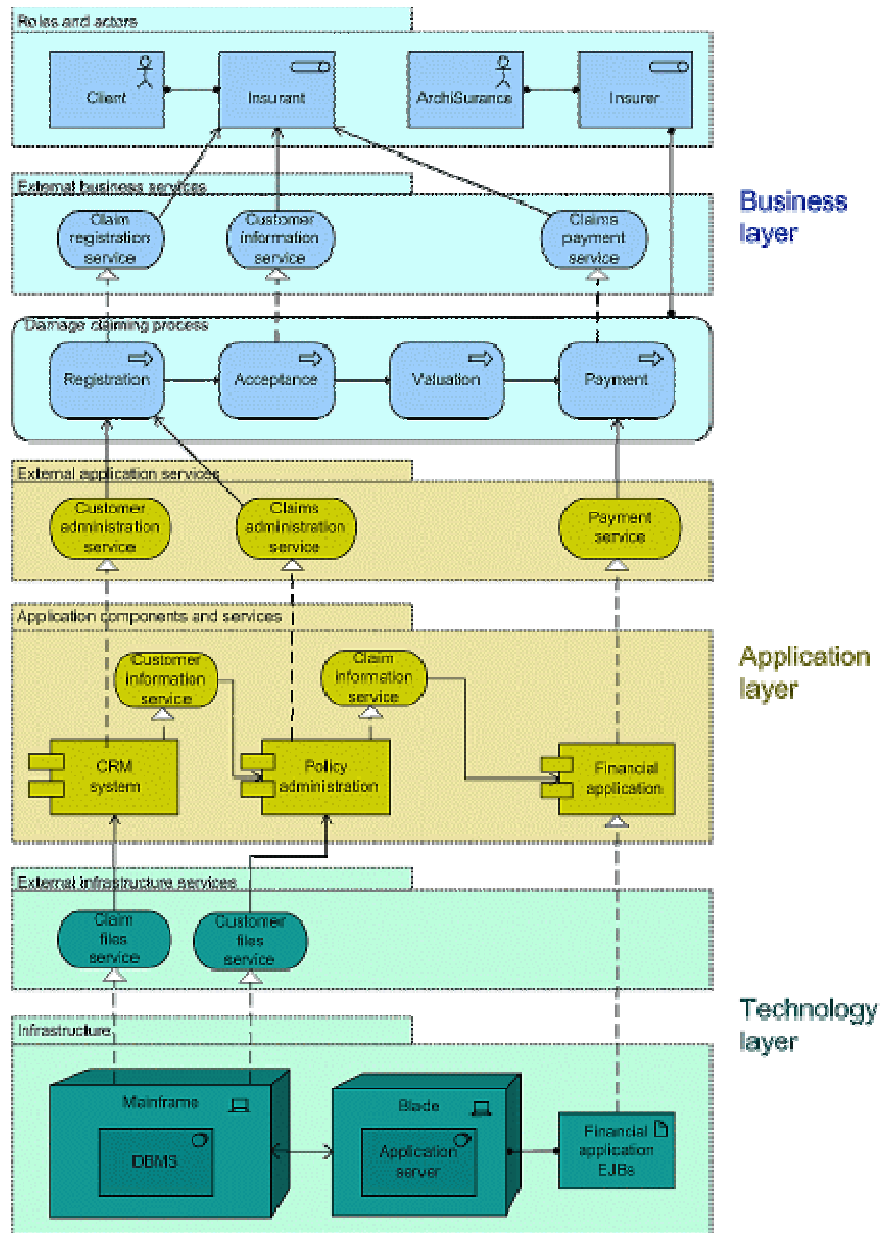 Roles and actors
Client
Insurant
ArchiSurance
Insurer
External business services
Claim
registration
service
Customer
information
service
Claims
payment
service
Business
layer
Damage claiming process
Registration
Acceptance
Valuation
Payment
External application services
Customer
administration
service
Claims
administration
service
Payment
service
Application components and services
Customer
information
service
Claim
information
service
Application
layer
CRM
system
Policy
administration
Financial
application
External infrastructure services
Claim
files
service
Customer
files
service
Technology
layer
Infrastructure
Mainframe
DBMS
Blade
Application
server
Financial
application
EJBs